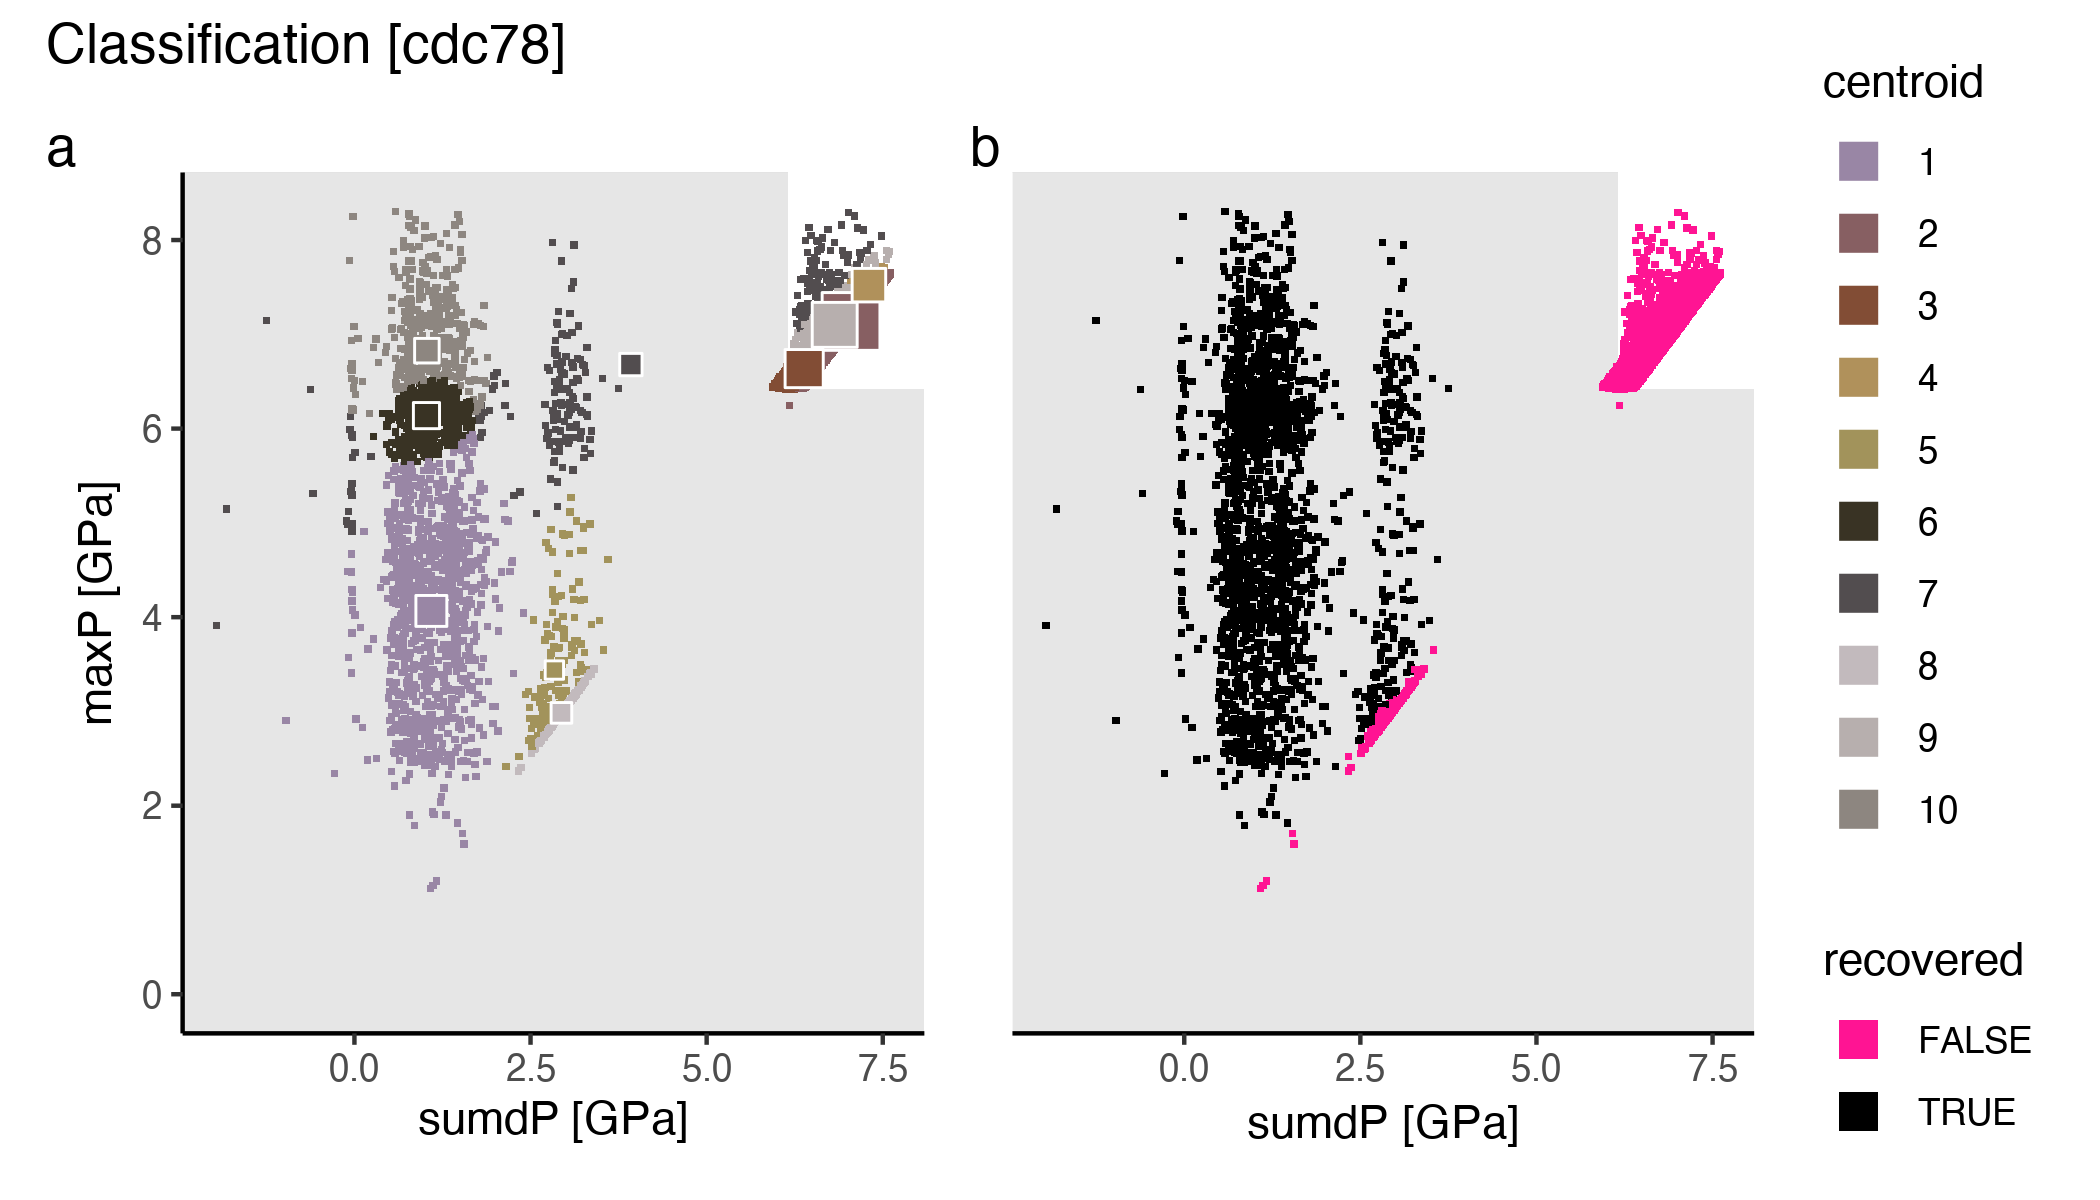 Classification [cdc78]
a
b
maxP [GPa]
8
6
4
2
0
0.0 2.5 5.0 7.5
sumdP [GPa]
0.0 2.5 5.0 7.5
sumdP [GPa]
centroid
1
2
3
4
5
6
7
8
9
10
recovered
FALSE
TRUE